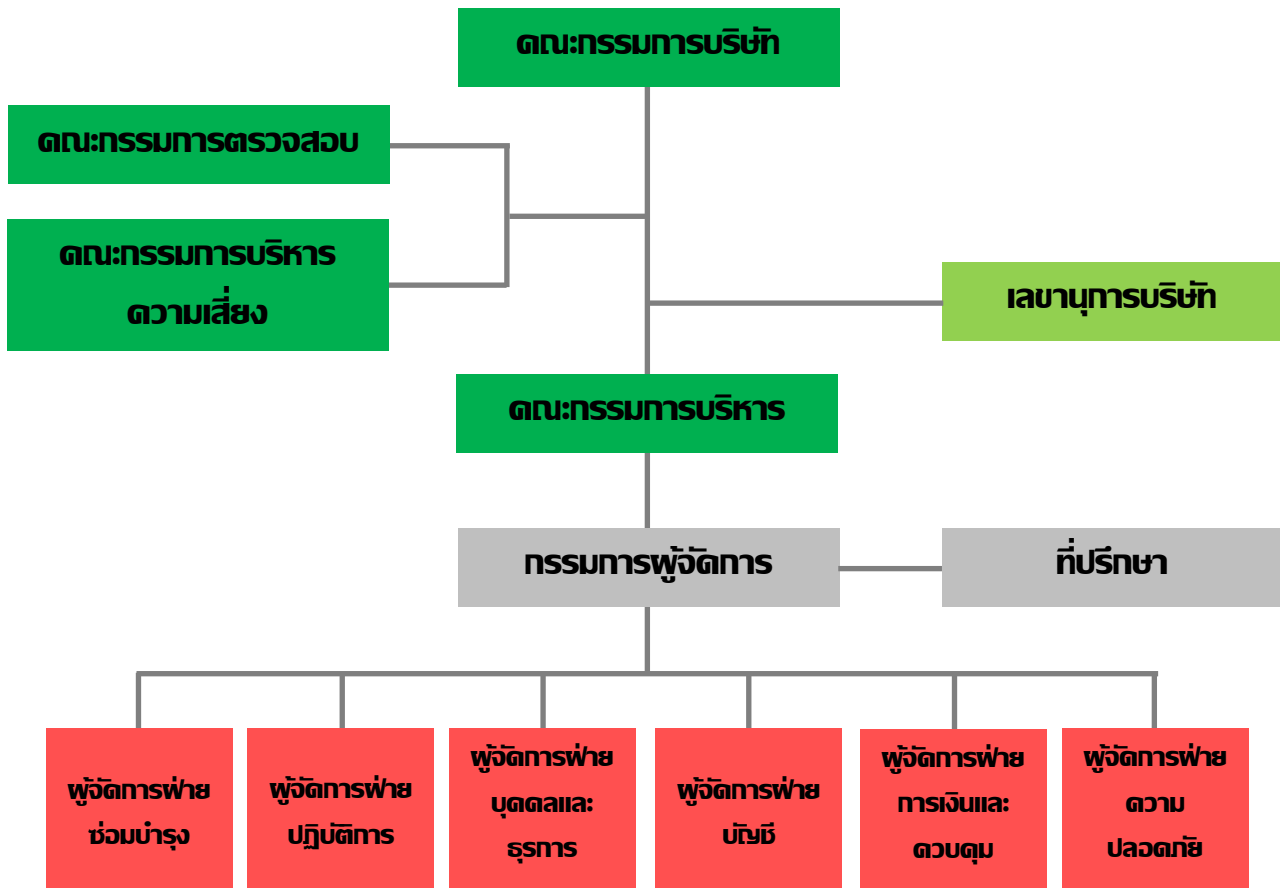 คณะกรรมการบริษัท
คณะกรรมการตรวจสอบ
คณะกรรมการบริหาร
ความเสี่ยง
เลขานุการบริษัท
คณะกรรมการบริหาร
กรรมการผู้จัดการ
ที่ปรึกษา
ผู้จัดการฝ่าย
ซ่อมบำรุง
ผู้จัดการฝ่าย
ปฏิบัติการ
ผู้จัดการฝ่าย
บุคคลและ
ธุรการ
ผู้จัดการฝ่าย
บัญชี
ผู้จัดการฝ่าย
การเงินและ
ควบคุม
ผู้จัดการฝ่าย
ความ
ปลอดภัย